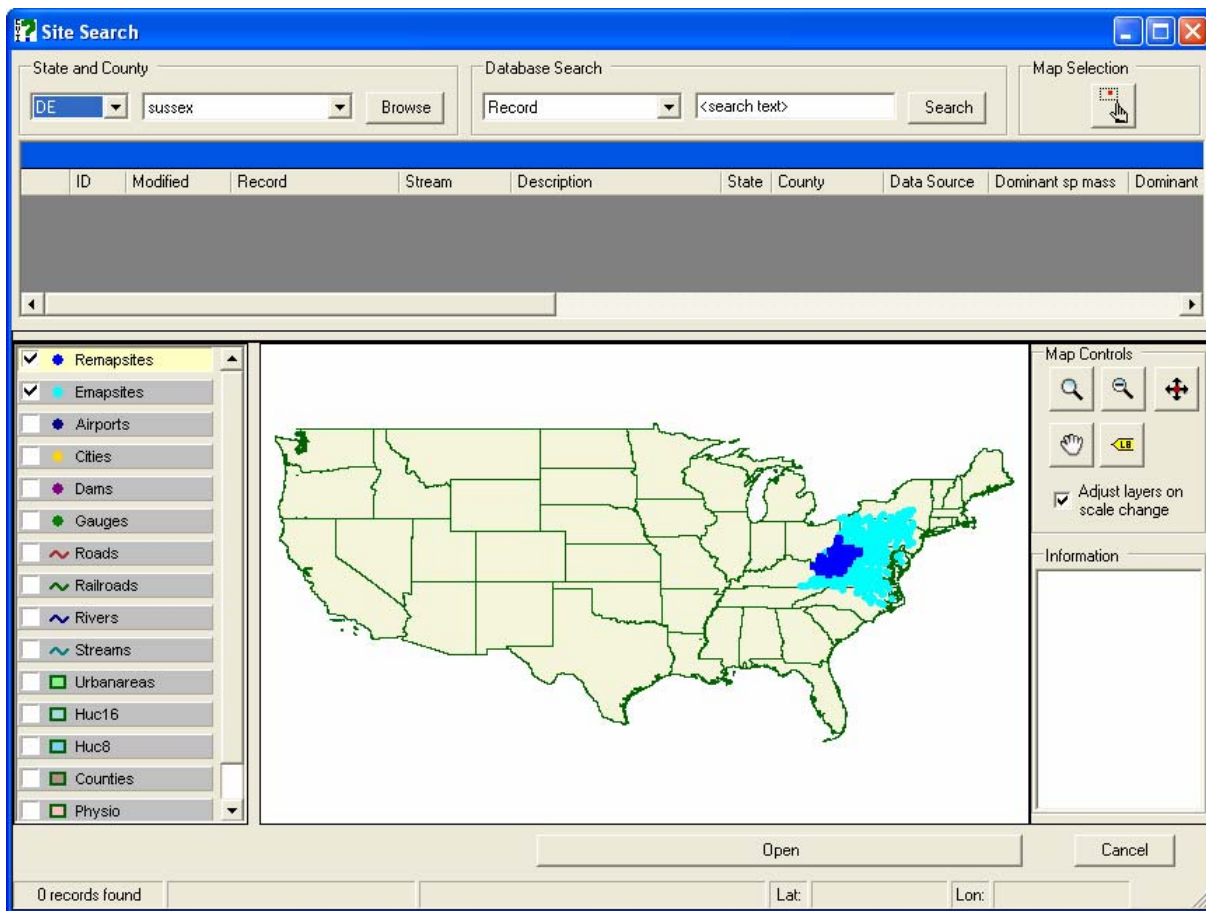 Site Search
State and County
Database Search
Map Selection
DE
sussex
Browse
Record
<search text>
Search
ID Modified Record Stream Description State County Data Source Dominant sp mass Dominant
Remapsites
Emapsites
Airports
Cities
Dams
Gauges
Roads
Railroads
Rivers
Streams
Urbanareas
Huc16
Huc8
Counties
Physio
Map Controls
LB
Adjust layers on
scale change
Information
Open
Cancel
0 records found
Lat:
Lon: